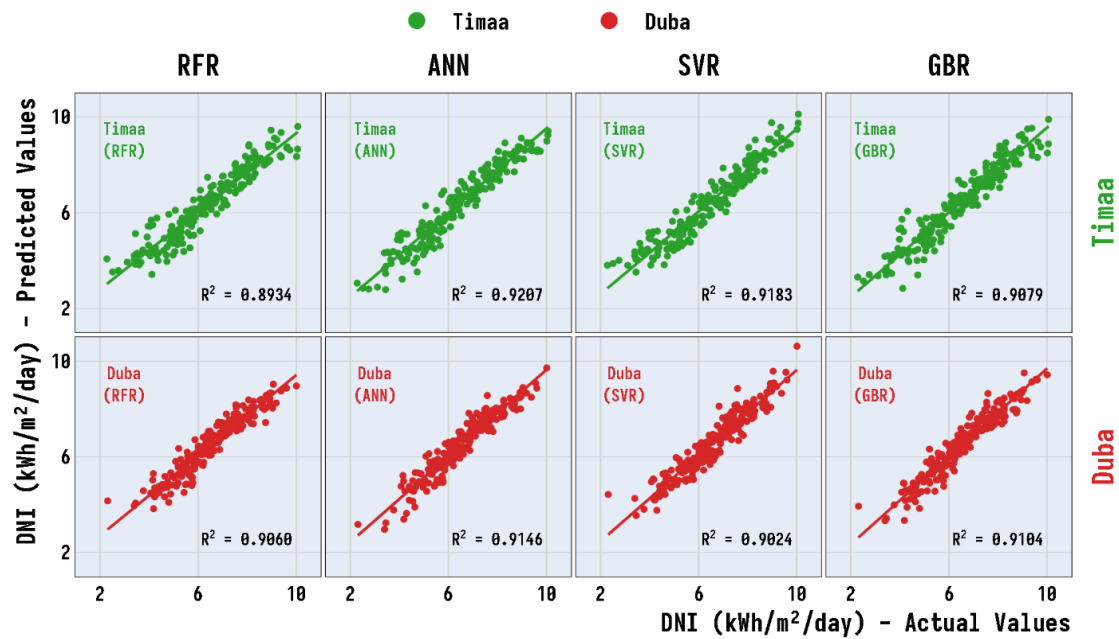 Timaa Duba
RFR ANN SVR GBR
DNI (kWh/m²/day) - Predicted Values
10
6
2
Timaa
(RFR)
R² = 0.8934
Timaa
(ANN)
R² = 0.9207
Timaa
(SVR)
R² = 0.9183
Timaa
(GBR)
R² = 0.9079
Timaa
10
6
2
Duba
(RFR)
R² = 0.9060
Duba
(ANN)
R² = 0.9146
Duba
(SVR)
R² = 0.9024
Duba
(GBR)
R² = 0.9104
Duba
2 6 10 2 6 10 2 6 10 2 6 10
DNI (kWh/m²/day) - Actual Values